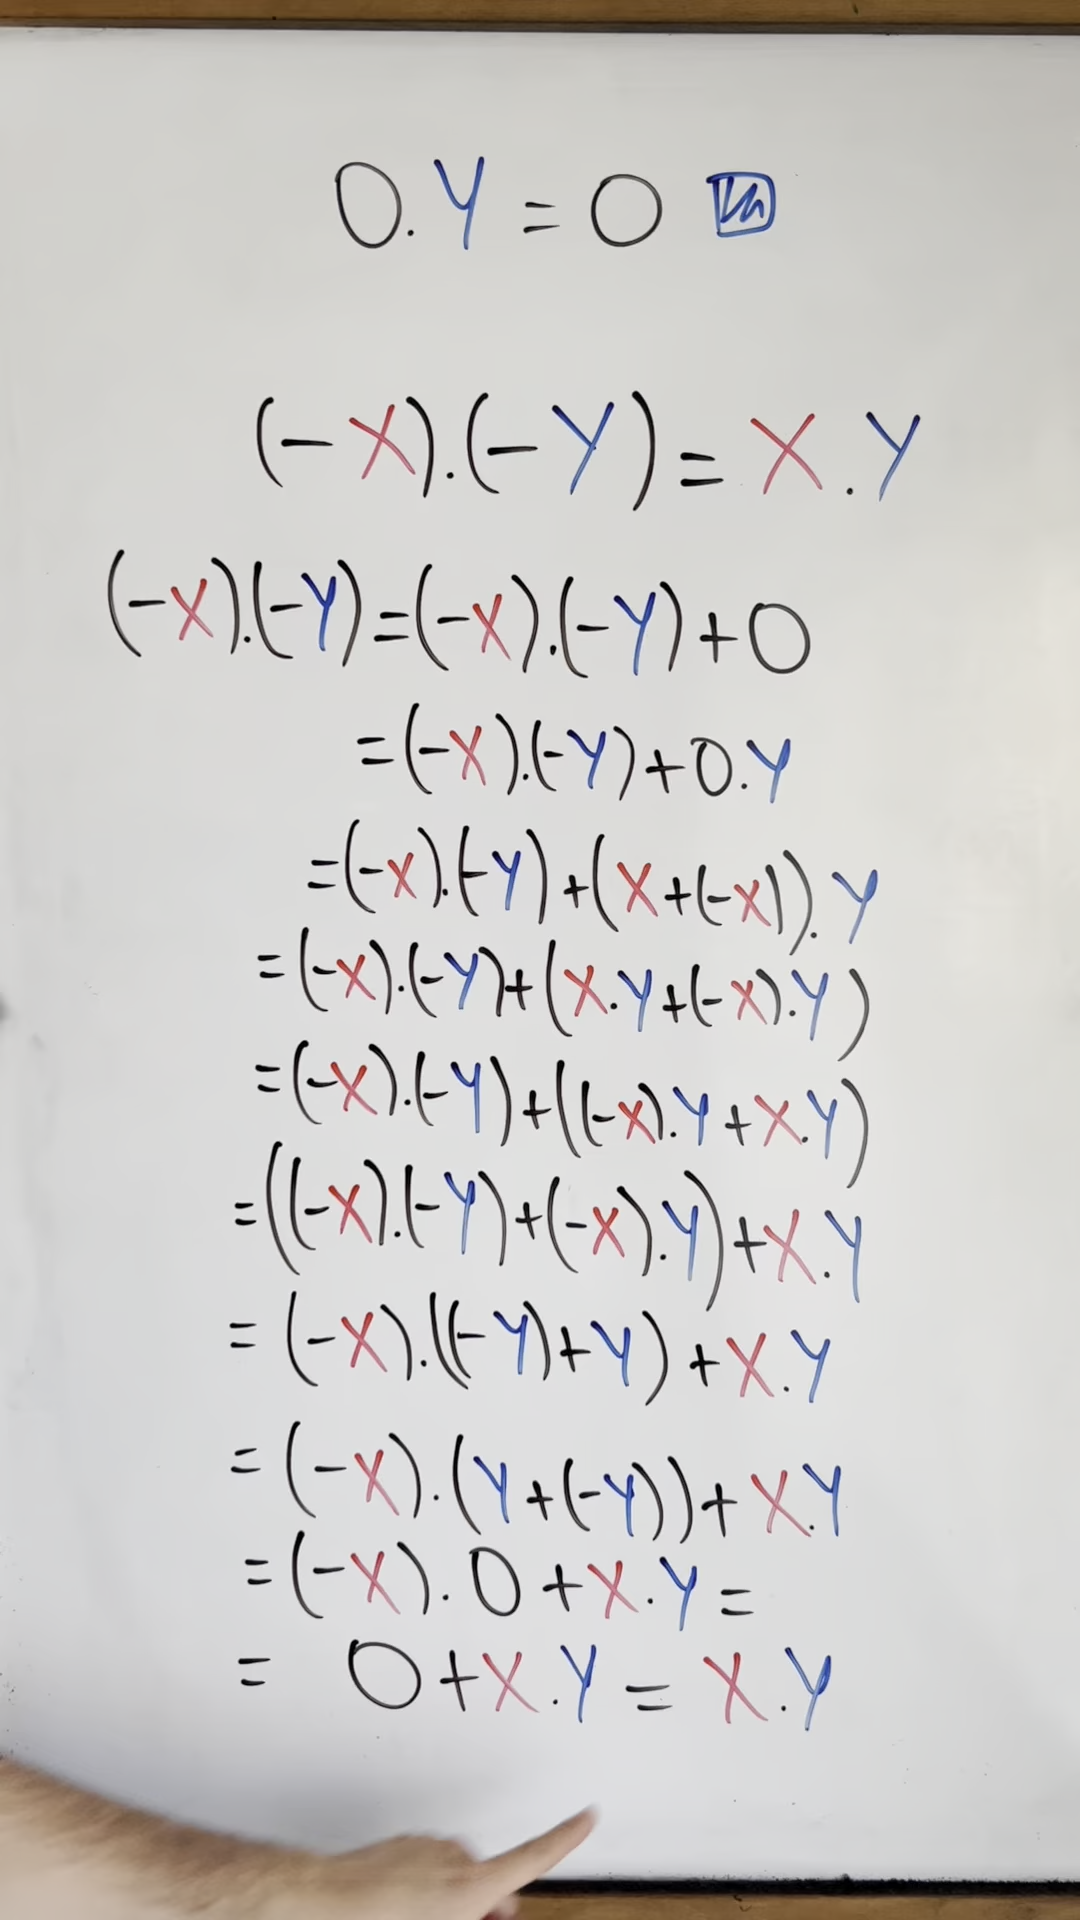 0.Y = 0
(-X).(-Y) = X.Y
(-X).(-Y)=(-X).(-Y)+0
=(-X).(-Y)+0.Y
=(-X).(-Y)+(X+(-X)).Y
=(-X).(-Y)+(X.Y+(-X).Y)
=(-X).(-Y)+((-X).Y+X.Y)
=((-X).(-Y)+(-X).Y)+X.Y
=(-X).((-Y)+Y)+X.Y
=(-X).(Y+(-Y))+X.Y
=(-X).0+X.Y=
= 0+X.Y = X.Y